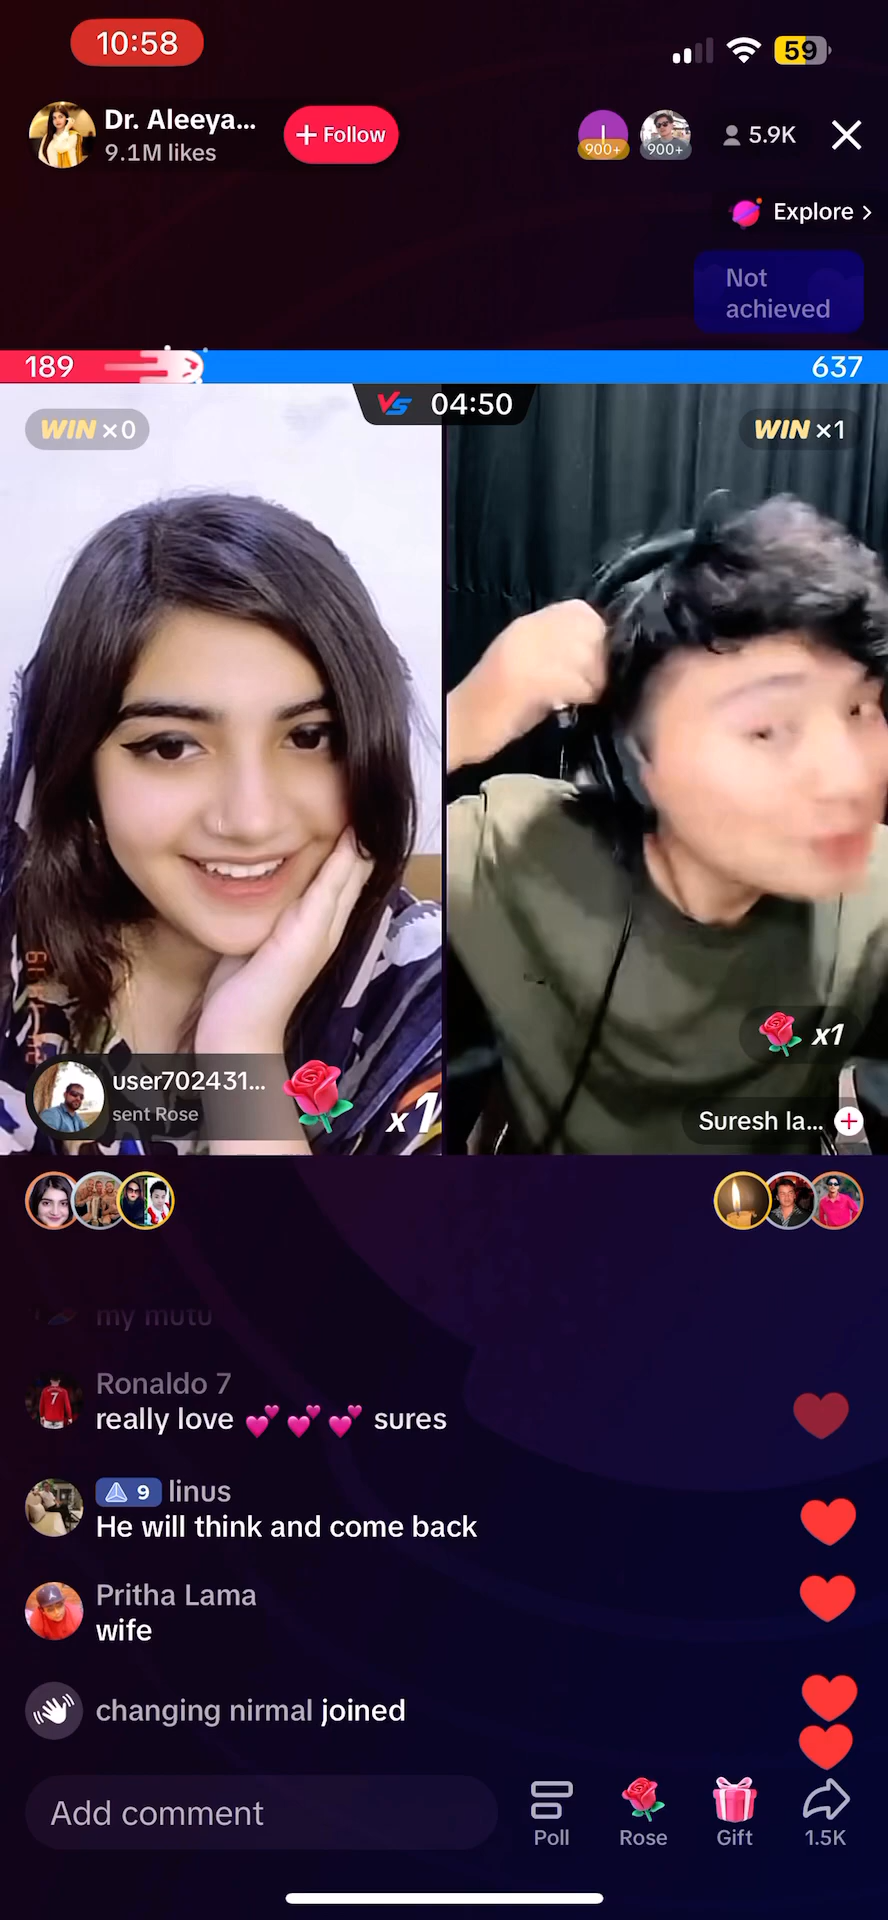 10:58
59
Dr. Aleeya...
9.1M likes
+ Follow
900+
900+
5.9K
Explore >
Not
achieved
189
637
VS 04:50
WIN x0
WIN x1
user702431...
sent Rose
x1
x1
Suresh la...
my mutu
Ronaldo 7
really love 💕 💕 💕 sures
9 linus
He will think and come back
Pritha Lama
wife
changing nirmal joined
Add comment
Poll
Rose
Gift
1.5K